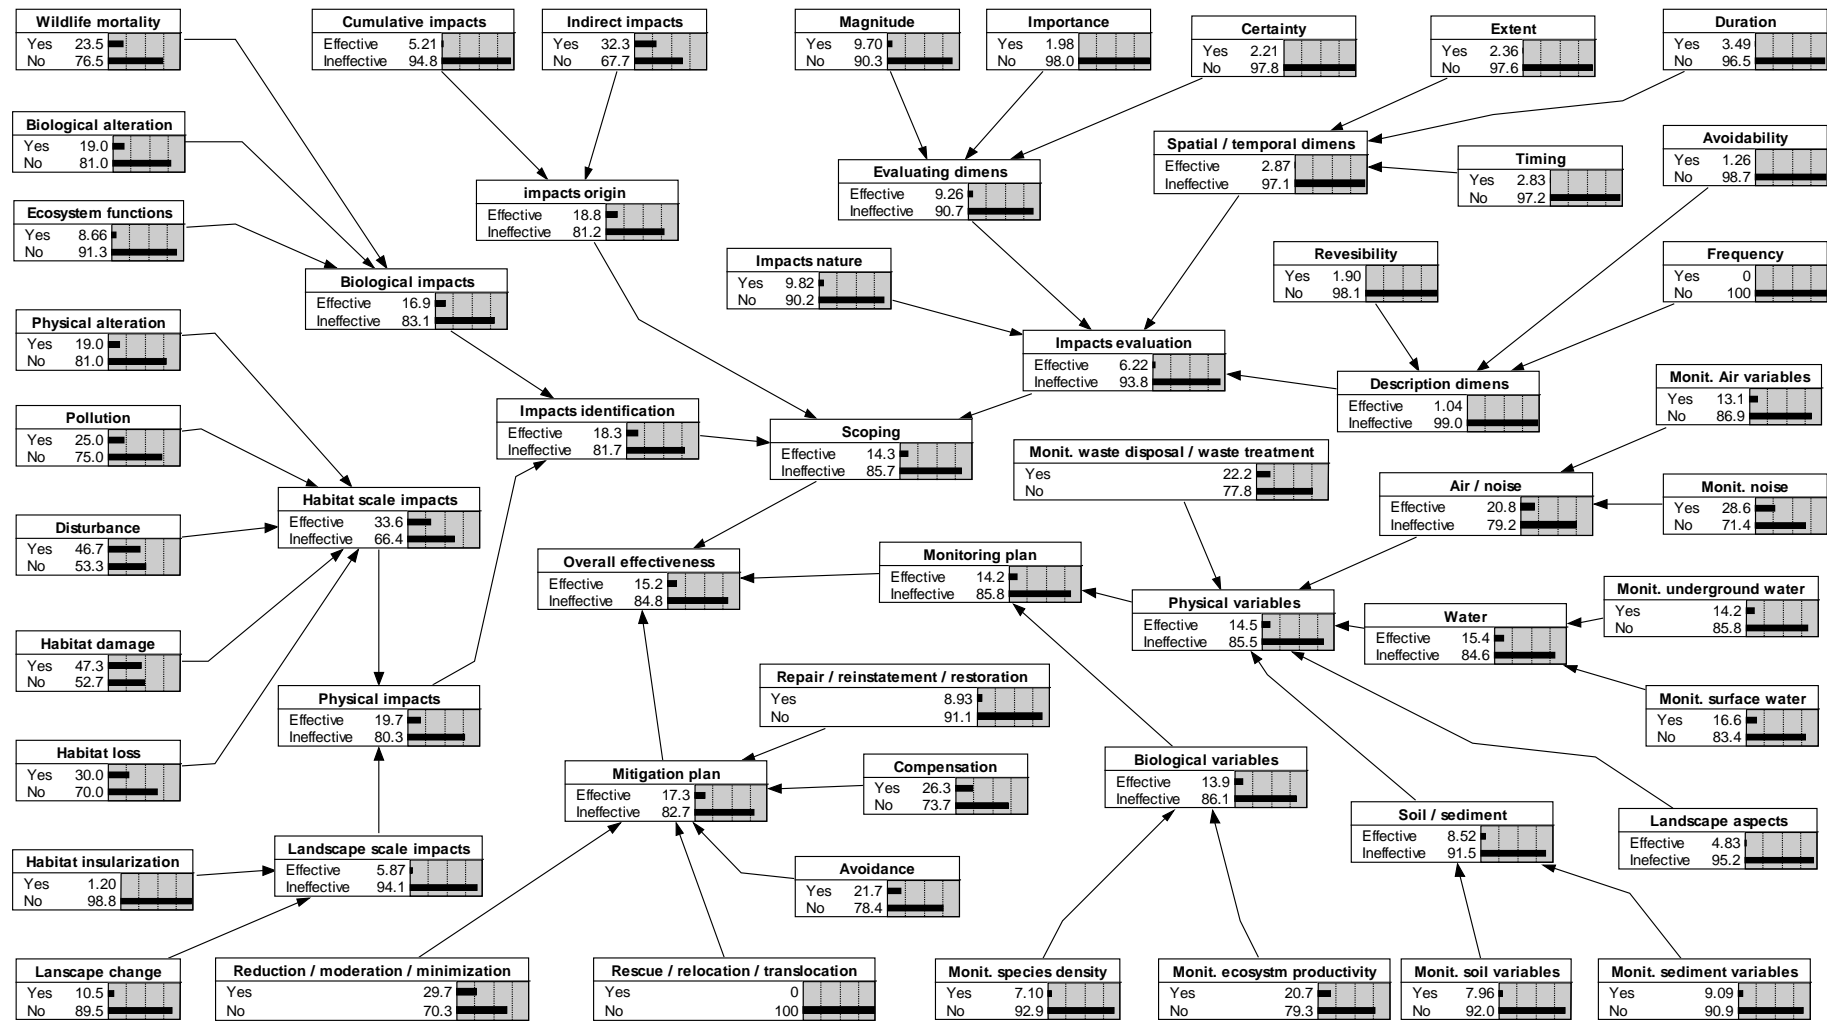 Wildlife mortality
Yes 23.5
No 76.5
Cumulative impacts
Effective 5.21
Ineffective 94.8
Indirect impacts
Yes 32.3
No 67.7
Magnitude
Yes 9.70
No 90.3
Importance
Yes 1.98
No 98.0
Certainty
Yes 2.21
No 97.8
Extent
Yes 2.36
No 97.6
Duration
Yes 3.49
No 96.5
Biological alteration
Yes 19.0
No 81.0
Spatial / temporal dimens
Effective 2.87
Ineffective 97.1
Timing
Yes 2.83
No 97.2
Avoidability
Yes 1.26
No 98.7
Evaluating dimens
Effective 9.26
Ineffective 90.7
impacts origin
Effective 18.8
Ineffective 81.2
Ecosystem functions
Yes 8.66
No 91.3
Biological impacts
Effective 16.9
Ineffective 83.1
Impacts nature
Yes 9.82
No 90.2
Revesibility
Yes 1.90
No 98.1
Frequency
Yes 0
No 100
Physical alteration
Yes 19.0
No 81.0
Impacts evaluation
Effective 6.22
Ineffective 93.8
Description dimens
Effective 1.04
Ineffective 99.0
Monit. Air variables
Yes 13.1
No 86.9
Pollution
Yes 25.0
No 75.0
Impacts identification
Effective 18.3
Ineffective 81.7
Scoping
Effective 14.3
Ineffective 85.7
Monit. waste disposal / waste treatment
Yes 22.2
No 77.8
Air / noise
Effective 20.8
Ineffective 79.2
Monit. noise
Yes 28.6
No 71.4
Habitat scale impacts
Effective 33.6
Ineffective 66.4
Disturbance
Yes 46.7
No 53.3
Overall effectiveness
Effective 15.2
Ineffective 84.8
Monitoring plan
Effective 14.2
Ineffective 85.8
Physical variables
Effective 14.5
Ineffective 85.5
Water
Effective 15.4
Ineffective 84.6
Monit. underground water
Yes 14.2
No 85.8
Habitat damage
Yes 47.3
No 52.7
Physical impacts
Effective 19.7
Ineffective 80.3
Repair / reinstatement / restoration
Yes 8.93
No 91.1
Monit. surface water
Yes 16.6
No 83.4
Habitat loss
Yes 30.0
No 70.0
Mitigation plan
Effective 17.3
Ineffective 82.7
Compensation
Yes 26.3
No 73.7
Biological variables
Effective 13.9
Ineffective 86.1
Soil / sediment
Effective 8.52
Ineffective 91.5
Landscape aspects
Effective 4.83
Ineffective 95.2
Habitat insularization
Yes 1.20
No 98.8
Landscape scale impacts
Effective 5.87
Ineffective 94.1
Avoidance
Yes 21.7
No 78.4
Lanscape change
Yes 10.5
No 89.5
Reduction / moderation / minimization
Yes 29.7
No 70.3
Rescue / relocation / translocation
Yes 0
No 100
Monit. species density
Yes 7.10
No 92.9
Monit. ecosystm productivity
Yes 20.7
No 79.3
Monit. soil variables
Yes 7.96
No 92.0
Monit. sediment variables
Yes 9.09
No 90.9